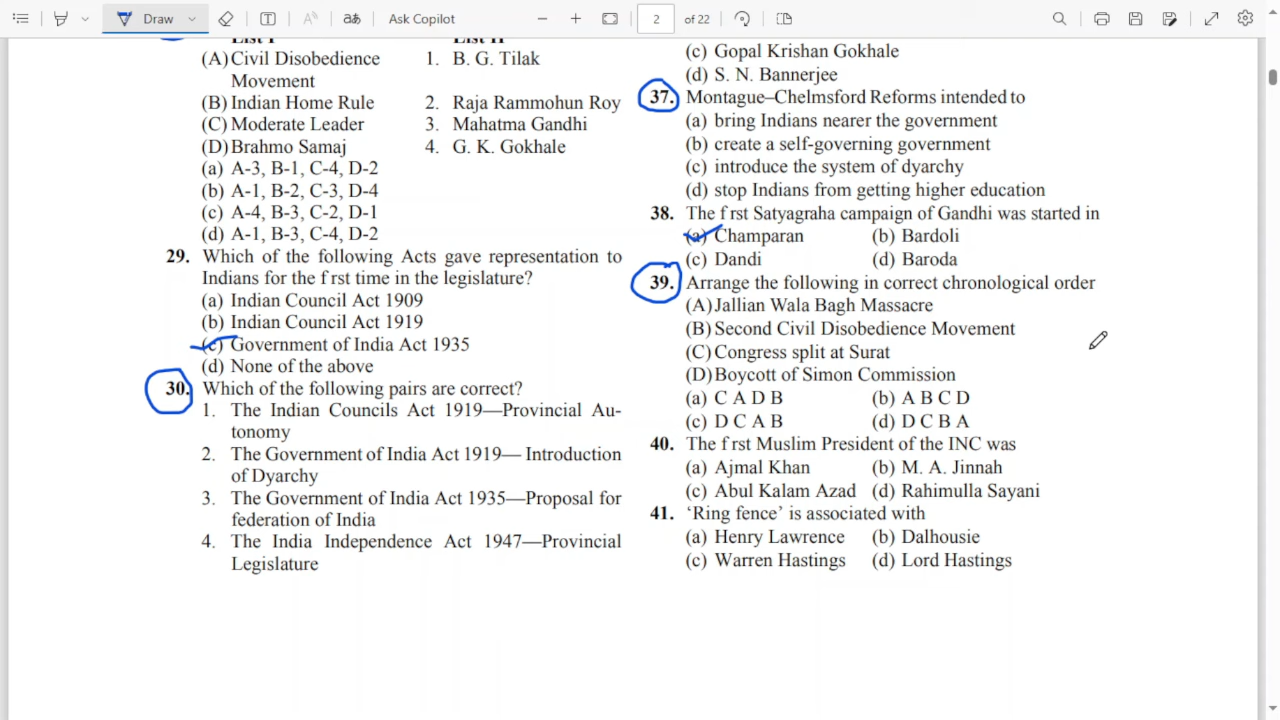 Draw
Ask Copilot
2
of 22
List I List II
(A) Civil Disobedience 1. B. G. Tilak
Movement
(B) Indian Home Rule 2. Raja Rammohun Roy
(C) Moderate Leader 3. Mahatma Gandhi
(D) Brahmo Samaj 4. G. K. Gokhale
(a) A-3, B-1, C-4, D-2
(b) A-1, B-2, C-3, D-4
(c) A-4, B-3, C-2, D-1
(d) A-1, B-3, C-4, D-2
29. Which of the following Acts gave representation to
Indians for the f rst time in the legislature?
(a) Indian Council Act 1909
(b) Indian Council Act 1919
(c) Government of India Act 1935
(d) None of the above
30. Which of the following pairs are correct?
1. The Indian Councils Act 1919—Provincial Au-
tonomy
2. The Government of India Act 1919— Introduction
of Dyarchy
3. The Government of India Act 1935—Proposal for
federation of India
4. The India Independence Act 1947—Provincial
Legislature
(c) Gopal Krishan Gokhale
(d) S. N. Bannerjee
37. Montague–Chelmsford Reforms intended to
(a) bring Indians nearer the government
(b) create a self-governing government
(c) introduce the system of dyarchy
(d) stop Indians from getting higher education
38. The f rst Satyagraha campaign of Gandhi was started in
(a) Champaran (b) Bardoli
(c) Dandi (d) Baroda
39. Arrange the following in correct chronological order
(A) Jallian Wala Bagh Massacre
(B) Second Civil Disobedience Movement
(C) Congress split at Surat
(D) Boycott of Simon Commission
(a) C A D B (b) A B C D
(c) D C A B (d) D C B A
40. The f rst Muslim President of the INC was
(a) Ajmal Khan (b) M. A. Jinnah
(c) Abul Kalam Azad (d) Rahimulla Sayani
41. ‘Ring fence’ is associated with
(a) Henry Lawrence (b) Dalhousie
(c) Warren Hastings (d) Lord Hastings